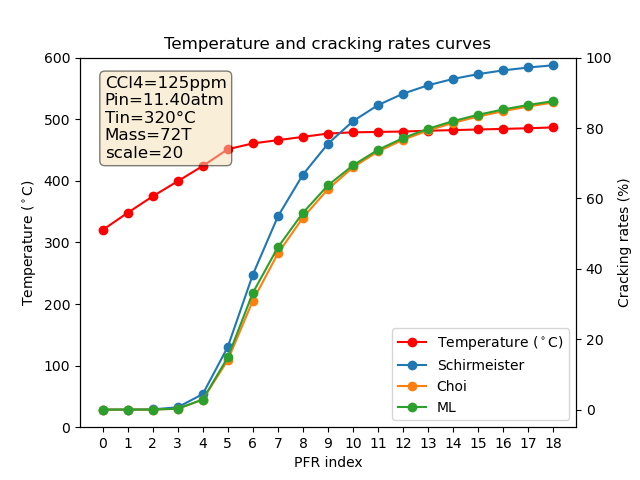 Temperature and cracking rates curves
CCl4=125ppm
Pin=11.40atm
Tin=320°C
Mass=72T
scale=20
Temperature (°C)
600
500
400
300
200
100
0
100
80
60
40
20
0
Cracking rates (%)
Temperature (°C)
Schirmeister
Choi
ML
0 1 2 3 4 5 6 7 8 9 10 11 12 13 14 15 16 17 18
PFR index